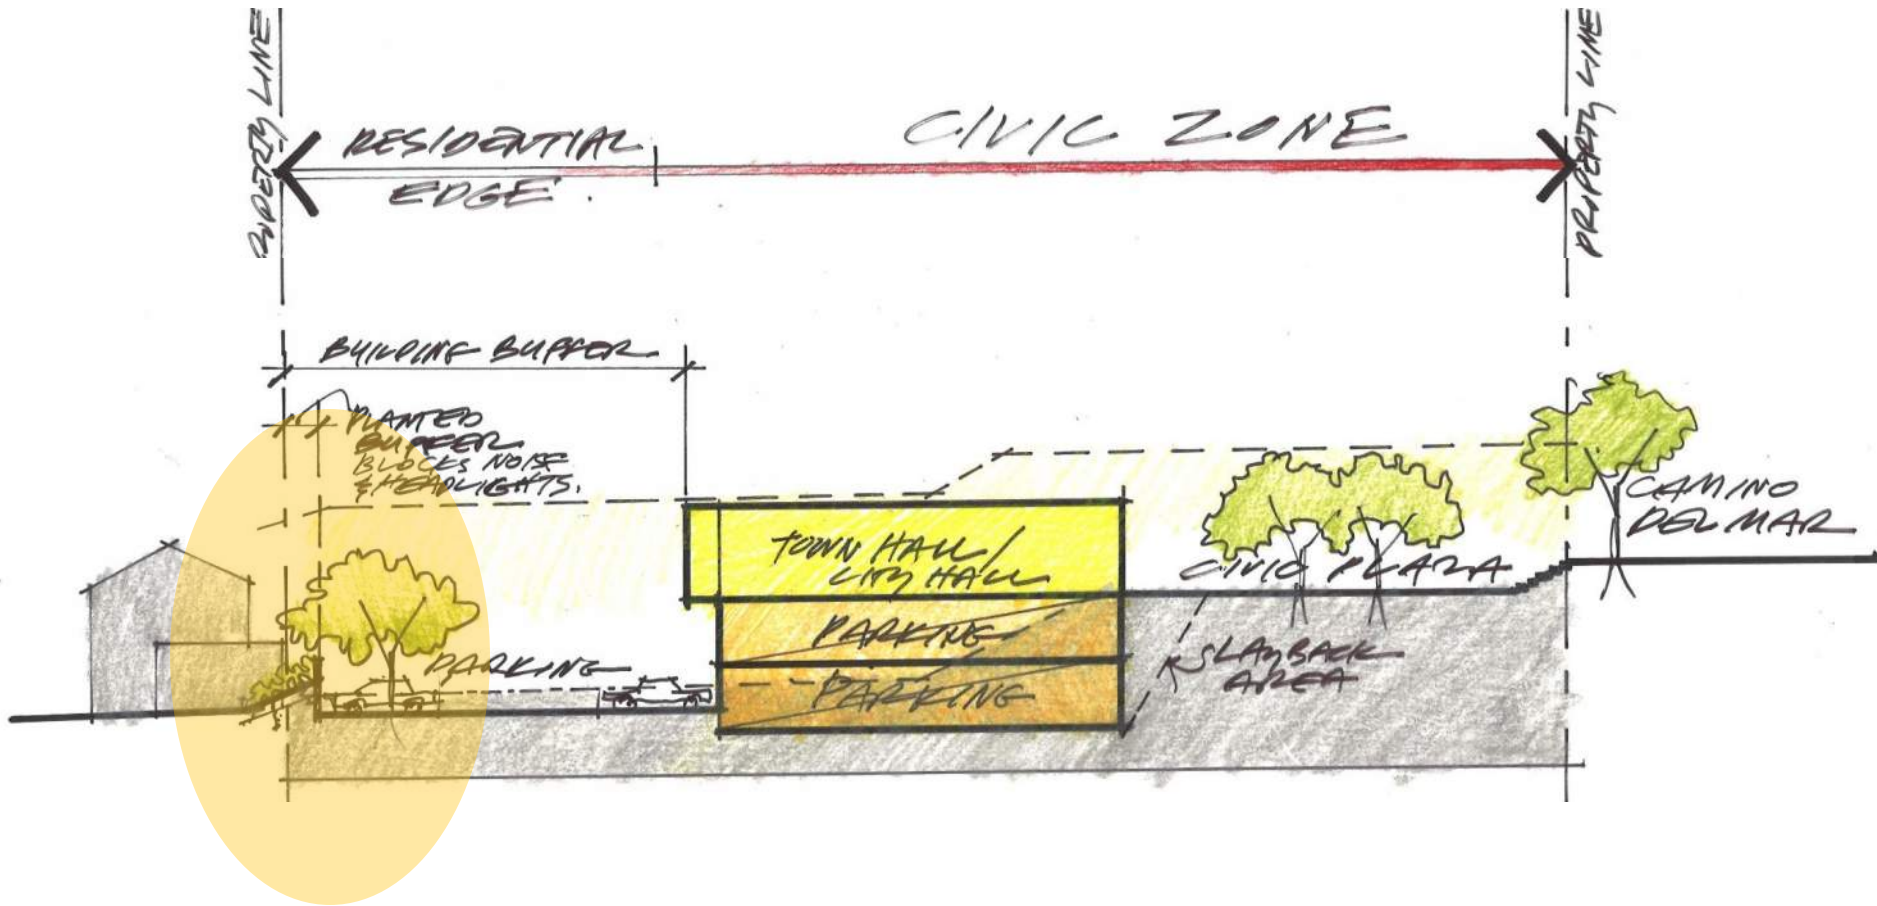 PROPERTY LINE
RESIDENTIAL
EDGE.
CIVIC ZONE
PROPERTY LINE
BUILDING BUFFER
PLANTED
BUFFER
BLOCKS NOISE
& HEADLIGHTS.
CAMINO
DEL MAR
TOWN HALL/
CITY HALL
CIVIC PLAZA
PARKING
PARKING
PARKING
LAYBACK
AREA